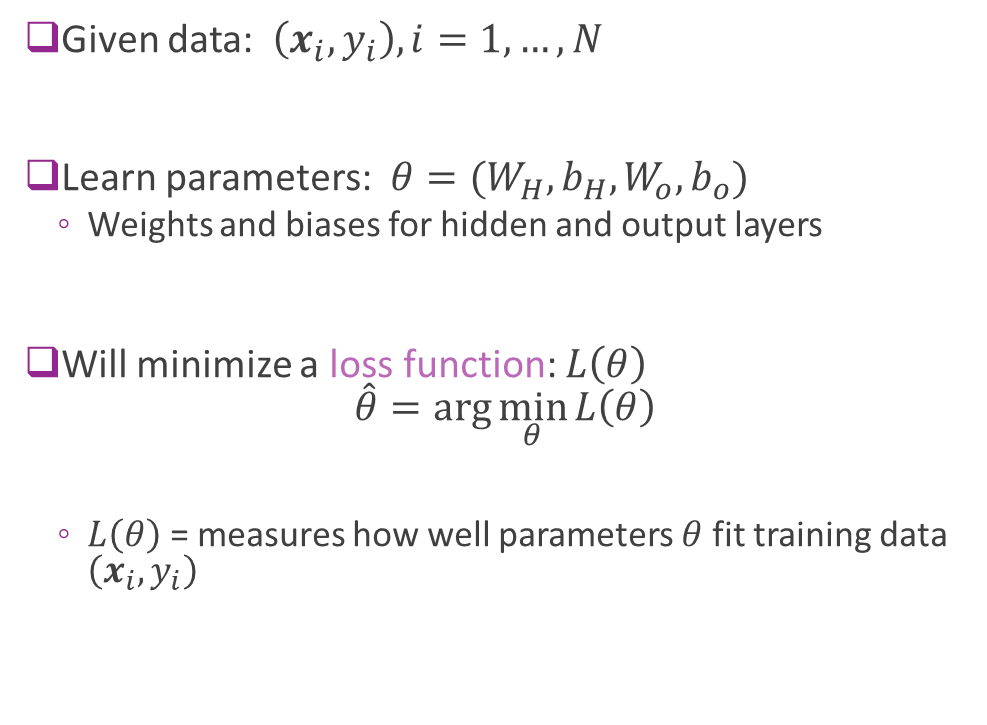 ❑Given data: (𝒙ᵢ, yᵢ), i = 1, … , N
❑Learn parameters: θ = (W_H, b_H, W_o, b_o)
◦ Weights and biases for hidden and output layers
❑Will minimize a loss function: L(θ)
θ̂ = arg min_θ L(θ)
◦ L(θ) = measures how well parameters θ fit training data
(𝒙ᵢ, yᵢ)